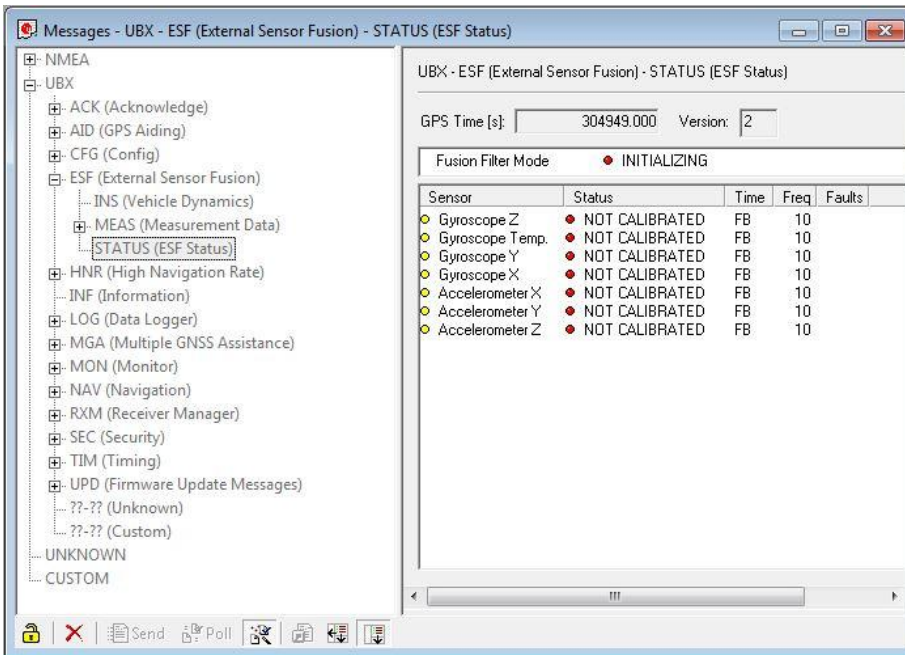 Messages - UBX - ESF (External Sensor Fusion) - STATUS (ESF Status)
NMEA
UBX
ACK (Acknowledge)
AID (GPS Aiding)
CFG (Config)
ESF (External Sensor Fusion)
INS (Vehicle Dynamics)
MEAS (Measurement Data)
STATUS (ESF Status)
HNR (High Navigation Rate)
INF (Information)
LOG (Data Logger)
MGA (Multiple GNSS Assistance)
MON (Monitor)
NAV (Navigation)
RXM (Receiver Manager)
SEC (Security)
TIM (Timing)
UPD (Firmware Update Messages)
??-?? (Unknown)
??-?? (Custom)
UNKNOWN
CUSTOM
UBX - ESF (External Sensor Fusion) - STATUS (ESF Status)
GPS Time [s]: 304949.000 Version: 2
Fusion Filter Mode INITIALIZING
Sensor Status Time Freq Faults
Gyroscope Z NOT CALIBRATED FB 10
Gyroscope Temp. NOT CALIBRATED FB 10
Gyroscope Y NOT CALIBRATED FB 10
Gyroscope X NOT CALIBRATED FB 10
Accelerometer X NOT CALIBRATED FB 10
Accelerometer Y NOT CALIBRATED FB 10
Accelerometer Z NOT CALIBRATED FB 10
Send Poll